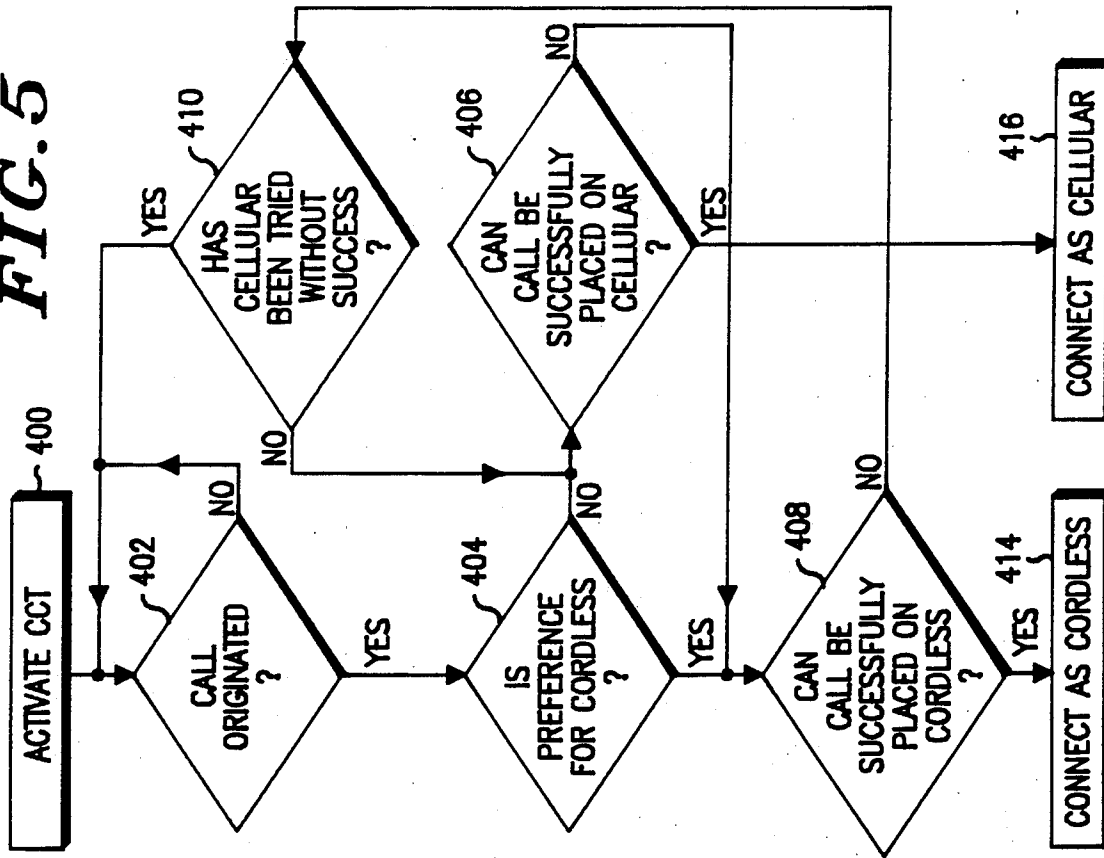 FIG. 5
ACTIVATE CCT
400
CALL
ORIGINATED
?
402
NO
YES
IS
PREFERENCE
FOR CORDLESS
?
404
NO
YES
CAN
CALL BE
SUCCESSFULLY
PLACED ON
CORDLESS
?
408
NO
YES
CONNECT AS CORDLESS
414
HAS
CELLULAR
BEEN TRIED
WITHOUT
SUCCESS
?
410
YES
NO
CAN
CALL BE
SUCCESSFULLY
PLACED ON
CELLULAR
?
406
NO
YES
CONNECT AS CELLULAR
416